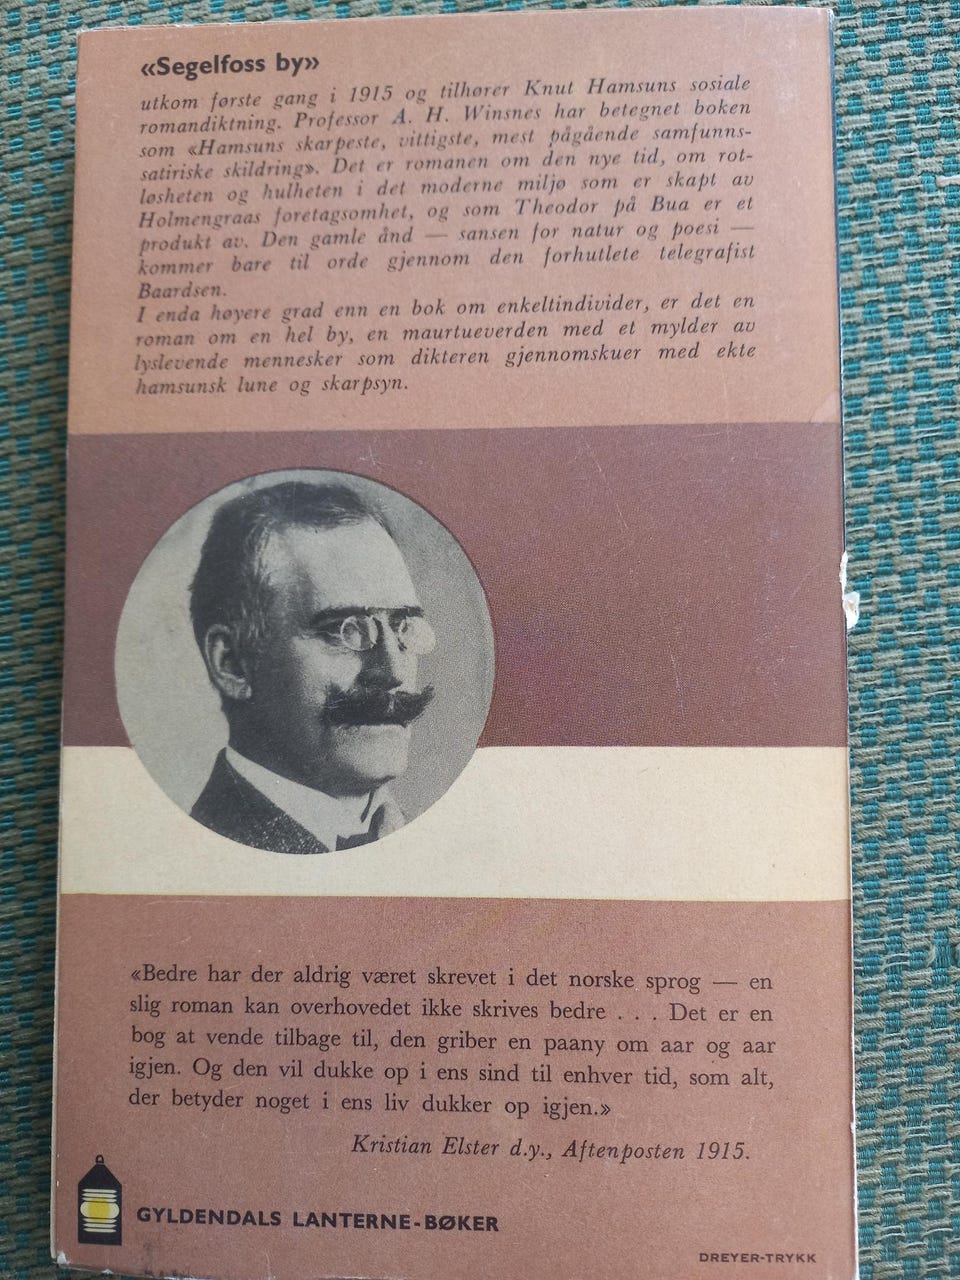 «Segelfoss by»
utkom første gang i 1915 og tilhører Knut Hamsuns sosiale
romandiktning. Professor A. H. Winsnes har betegnet boken
som «Hamsuns skarpeste, vittigste, mest pågående samfunns-
satiriske skildring». Det er romanen om den nye tid, om rot-
løsheten og hulheten i det moderne miljø som er skapt av
Holmengraas foretagsomhet, og som Theodor på Bua er et
produkt av. Den gamle ånd — sansen for natur og poesi —
kommer bare til orde gjennom den forhutlete telegrafist
Baardsen.
I enda høyere grad enn en bok om enkeltindivider, er det en
roman om en hel by, en maurtueverden med et mylder av
lyslevende mennesker som dikteren gjennomskuer med ekte
hamsunsk lune og skarpsyn.
«Bedre har der aldrig været skrevet i det norske sprog — en
slig roman kan overhovedet ikke skrives bedre . . . Det er en
bog at vende tilbage til, den griber en paany om aar og aar
igjen. Og den vil dukke op i ens sind til enhver tid, som alt,
der betyder noget i ens liv dukker op igjen.»
Kristian Elster d.y., Aftenposten 1915.
GYLDENDALS LANTERNE-BØKER
DREYER-TRYKK